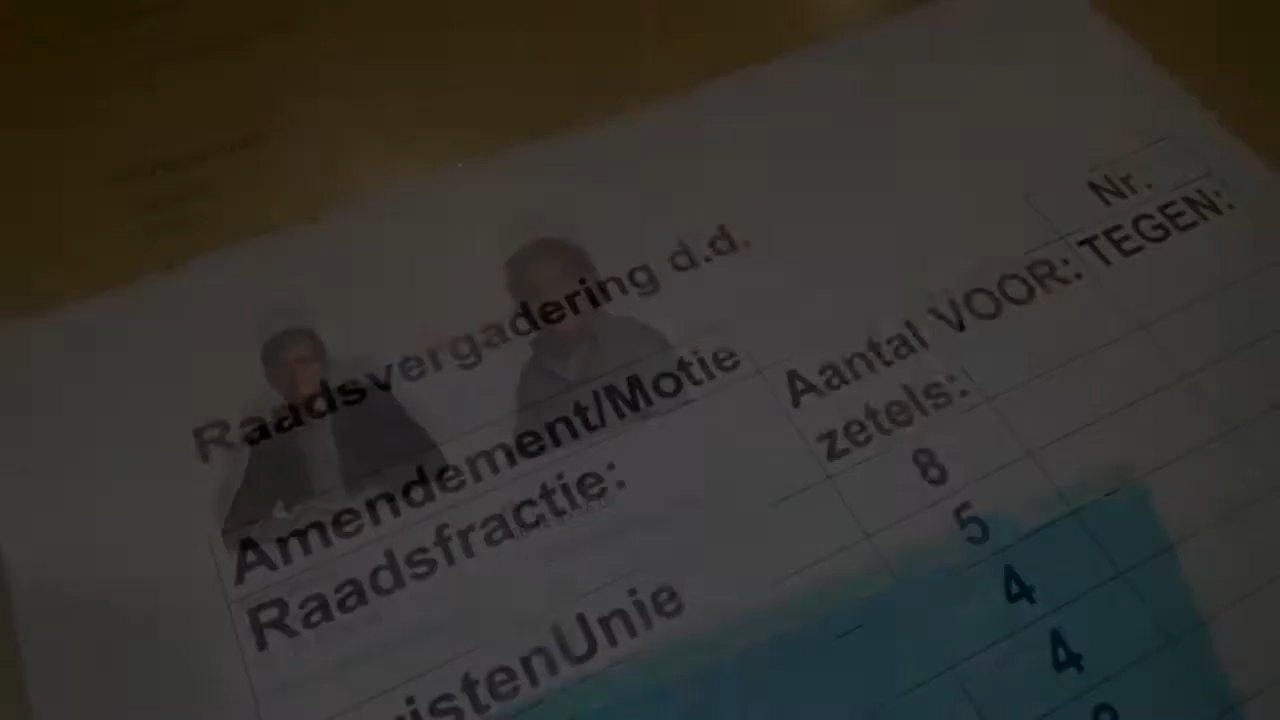 Raadsvergadering d.d.
Nr.
Amendement/Motie
Aantal VOOR: TEGEN:
Raadsfractie:
zetels:
8
istenUnie
5
4
4